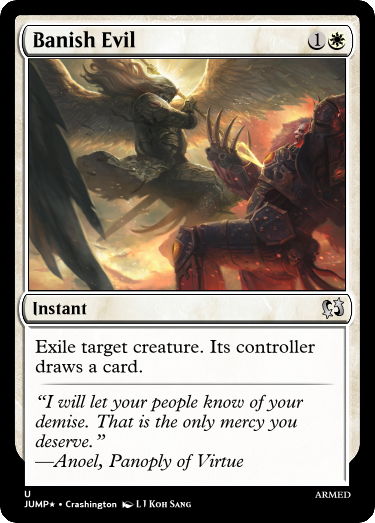 Banish Evil 1
Instant
Exile target creature. Its controller
draws a card.
“I will let your people know of your
demise. That is the only mercy you
deserve.”
—Anoel, Panoply of Virtue
U
JUMP★ • Crashington LJ Koh Sang
ARMED